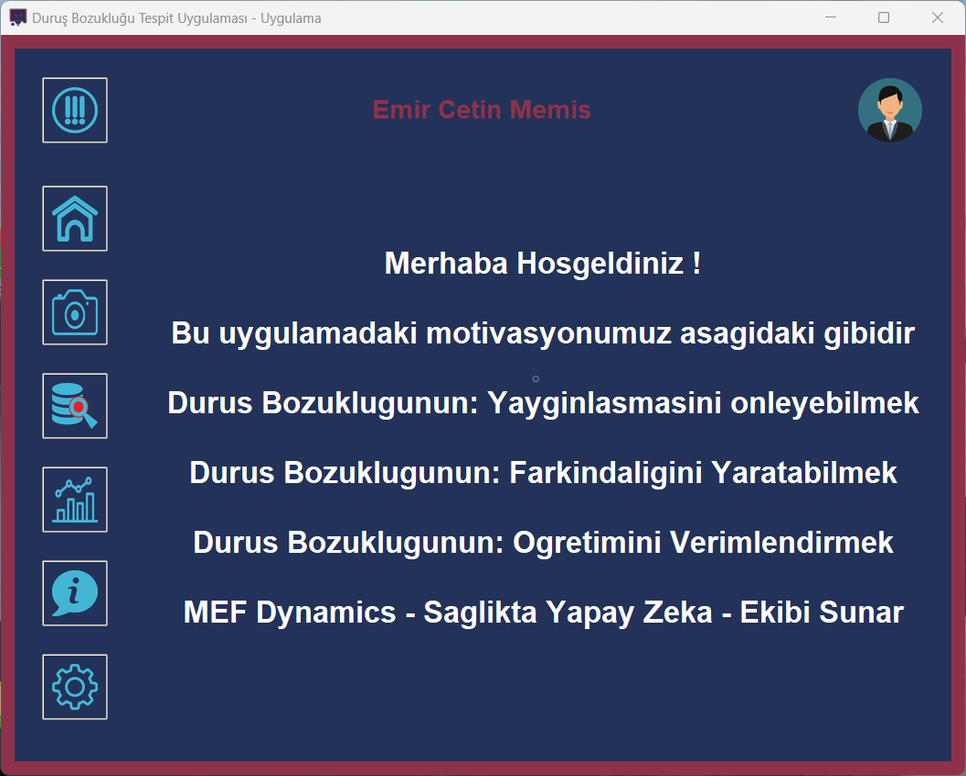 Duruş Bozukluğu Tespit Uygulaması - Uygulama
Emir Cetin Memis
Merhaba Hosgeldiniz !
Bu uygulamadaki motivasyonumuz asagidaki gibidir
Durus Bozuklugunun: Yayginlasmasini onleyebilmek
Durus Bozuklugunun: Farkindaligini Yaratabilmek
Durus Bozuklugunun: Ogretimini Verimlendirmek
MEF Dynamics - Saglikta Yapay Zeka - Ekibi Sunar